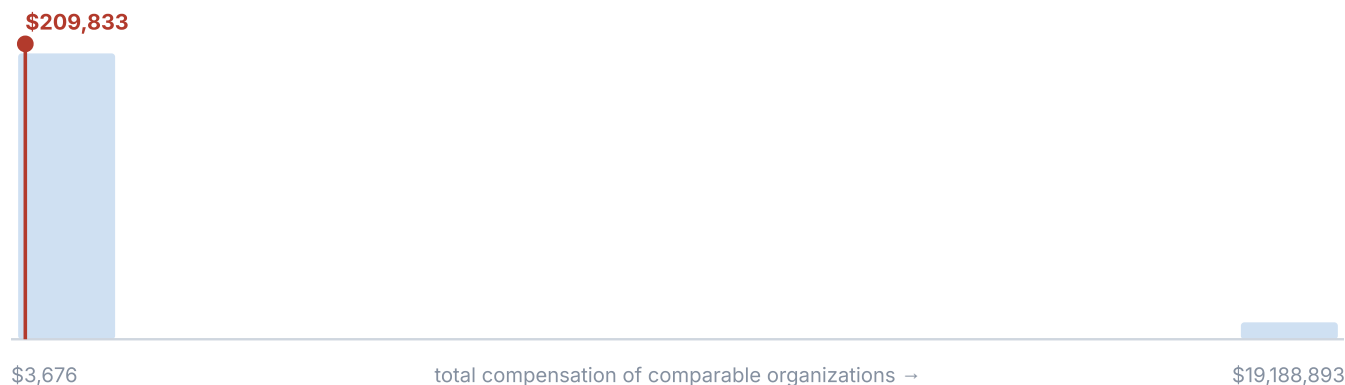 $209,833
$3,676 total compensation of comparable organizations → $19,188,893